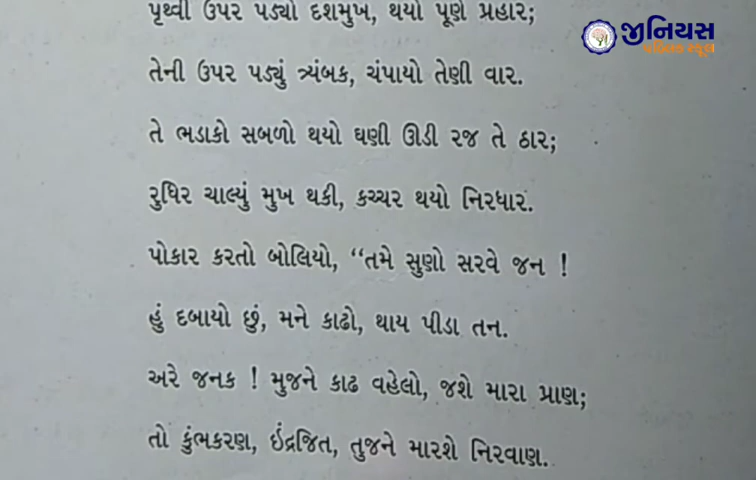 પૃથ્વી ઉપર પડ્યો દશમુખ, થયો પૂર્ણ પ્રહાર;
જીનિયસ
પબ્લિક સ્કૂલ
તેની ઉપર પડ્યું ત્ર્યંબક, ચંપાયો તેણી વાર.
તે ભડાકો સબળો થયો ઘણી ઊડી રજ તે ઠાર;
રુધિર ચાલ્યું મુખ થકી, કચ્ચર થયો નિરધાર.
પોકાર કરતો બોલિયો, “તમે સુણો સરવે જન !
હું દબાયો છું, મને કાઢો, થાય પીડા તન.
અરે જનક ! મુજને કાઢ વહેલો, જશે મારા પ્રાણ;
તો કુંભકરણ, ઇંદ્રજિત, તુજને મારશે નિરવાણ.